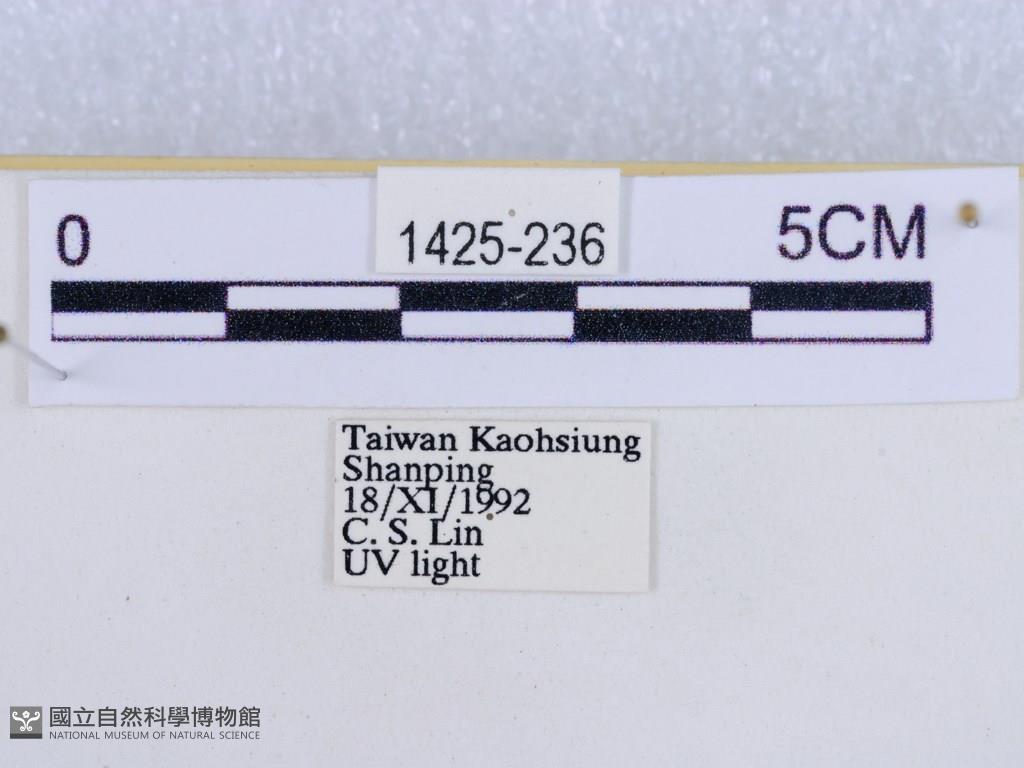 0
1425-236
5CM
Taiwan Kaohsiung
Shanping
18/XI/1992
C. S. Lin
UV light
國立自然科學博物館
NATIONAL MUSEUM OF NATURAL SCIENCE